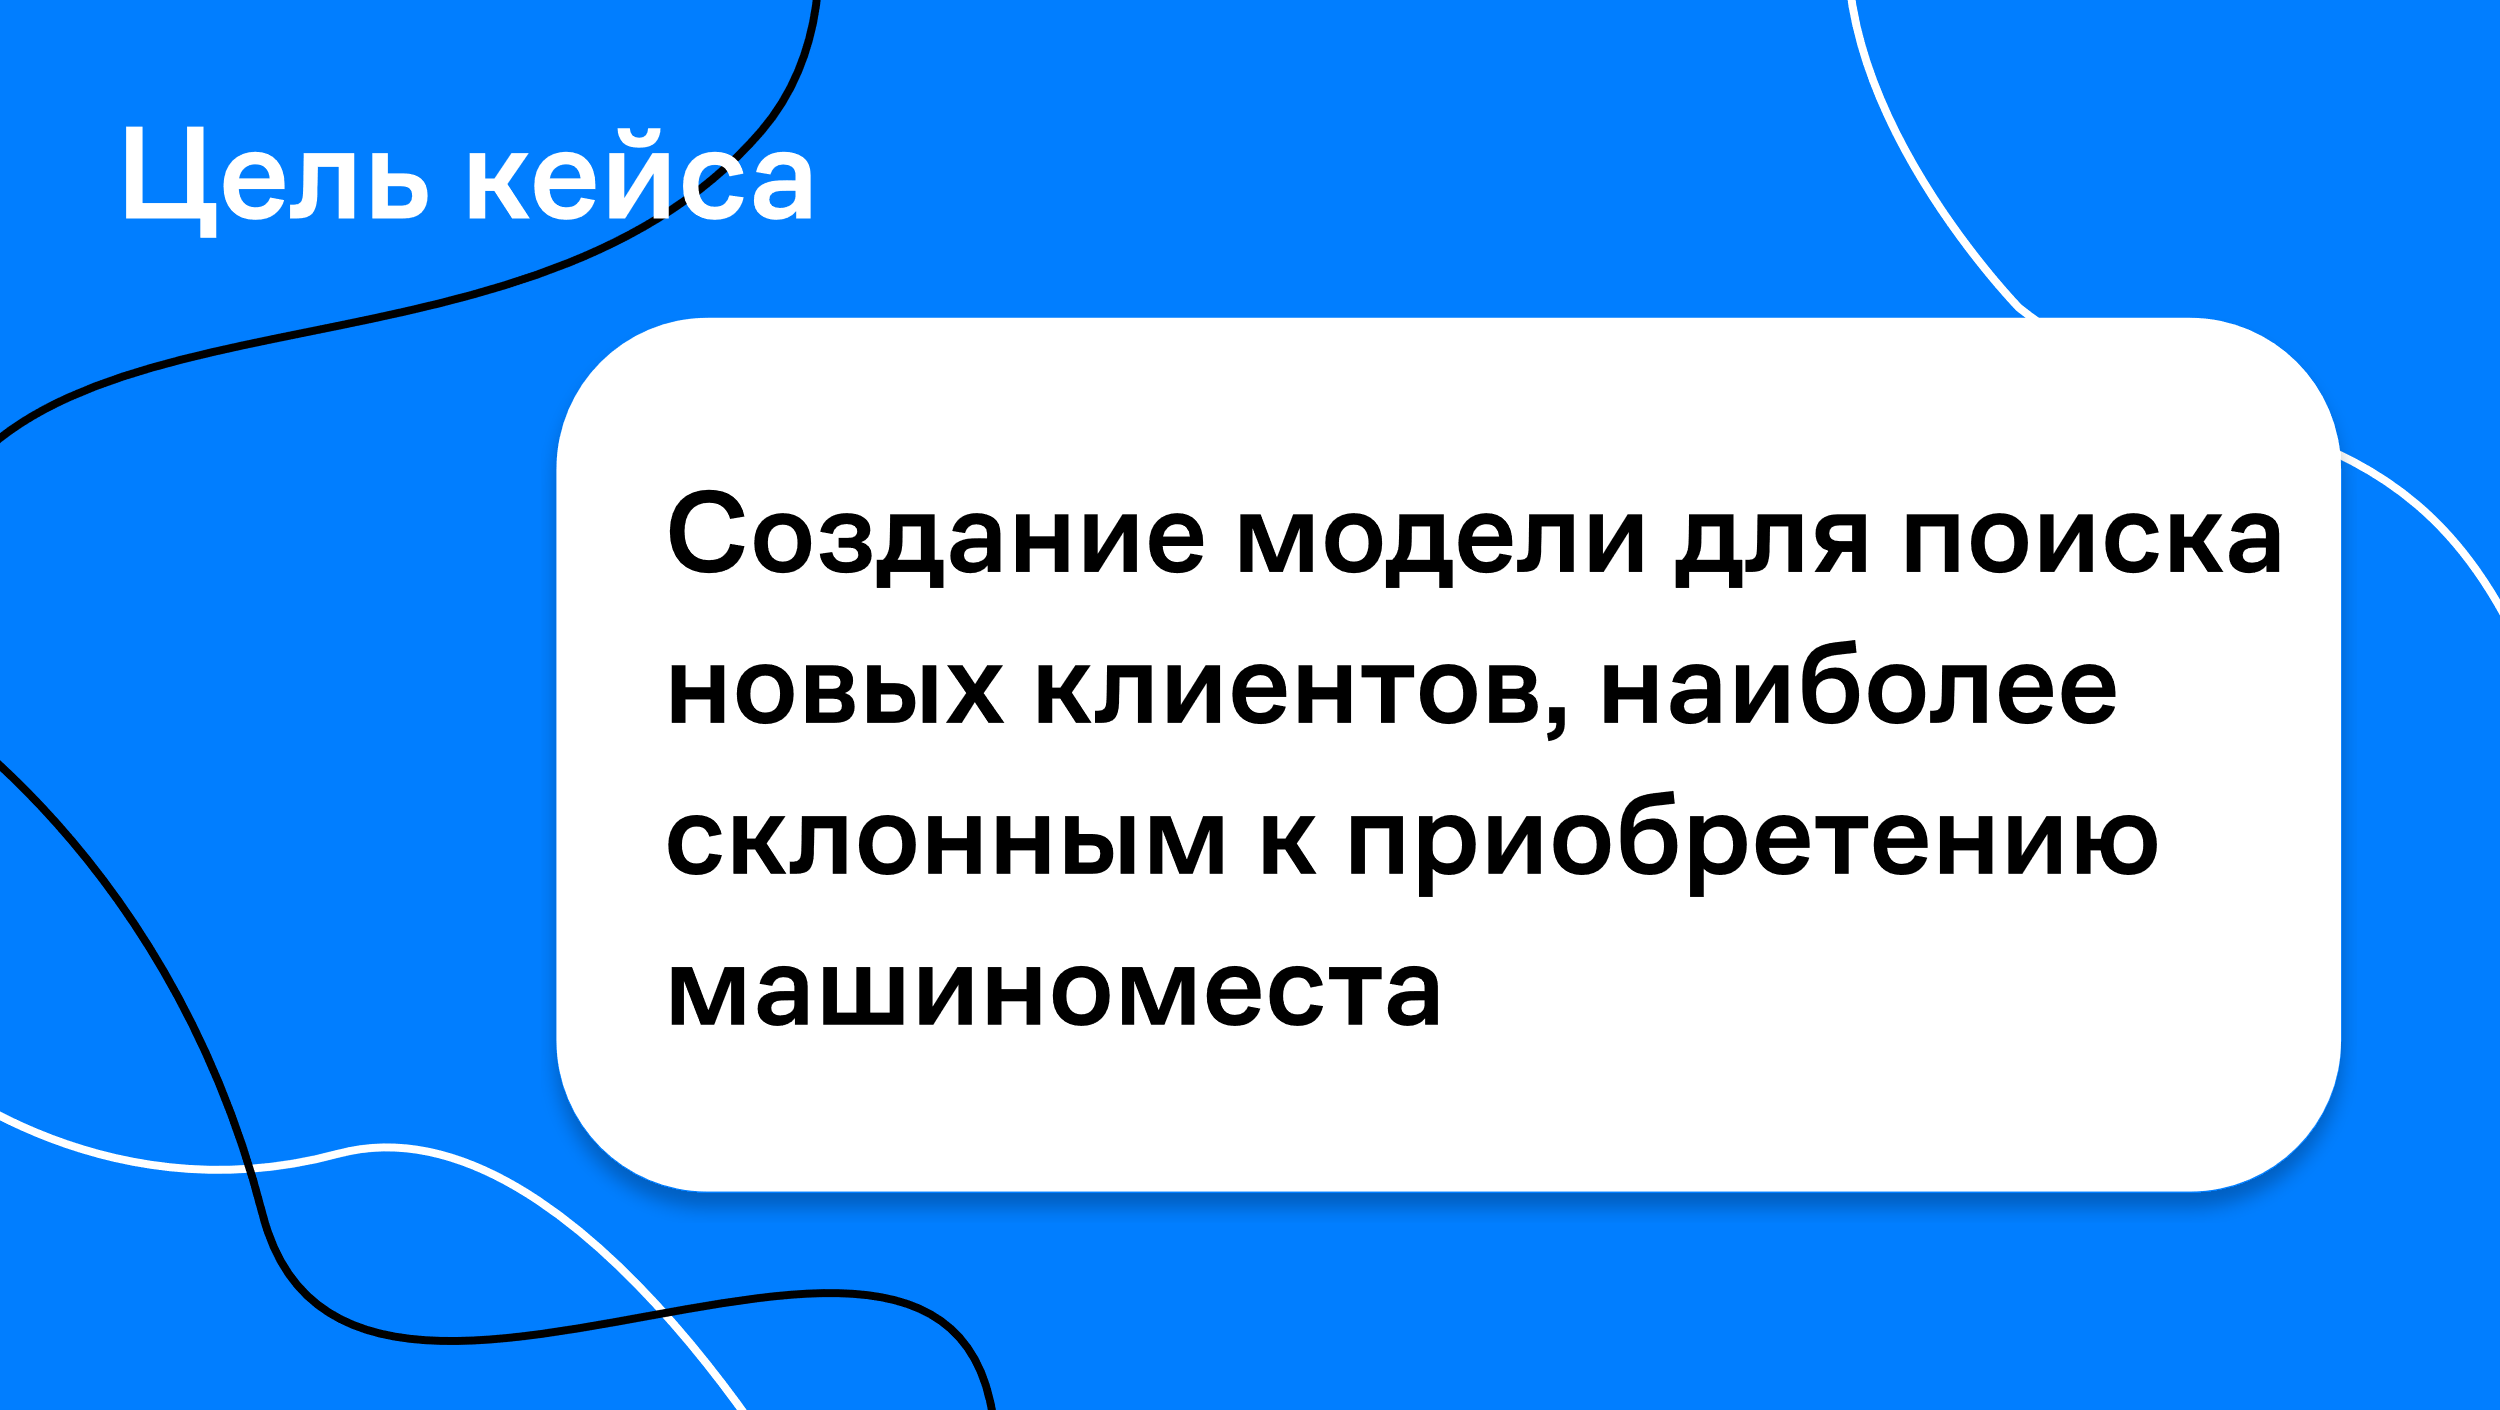 Цель кейса
Создание модели для поиска
новых клиентов, наиболее
склонным к приобретению
машиноместа